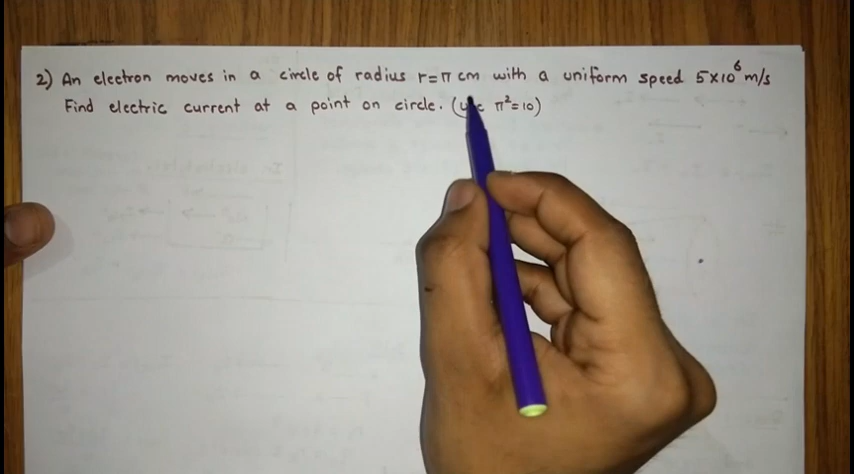 2) An electron moves in a circle of radius r=π cm with a uniform speed 5×10⁶ m/s
Find electric current at a point on circle. (use π²=10)